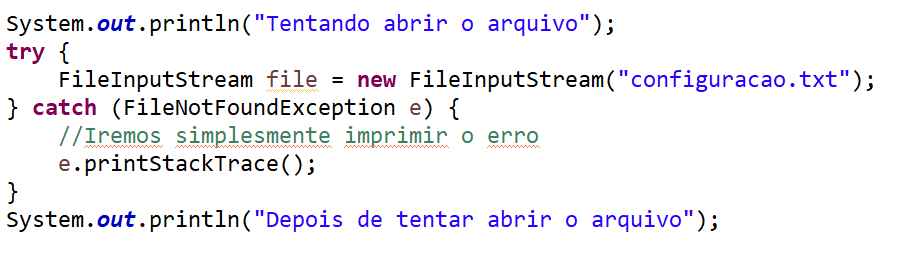 System.out.println("Tentando abrir o arquivo");
try {
    FileInputStream file = new FileInputStream("configuracao.txt");
} catch (FileNotFoundException e) {
    //Iremos simplesmente imprimir o erro
    e.printStackTrace();
}
System.out.println("Depois de tentar abrir o arquivo");